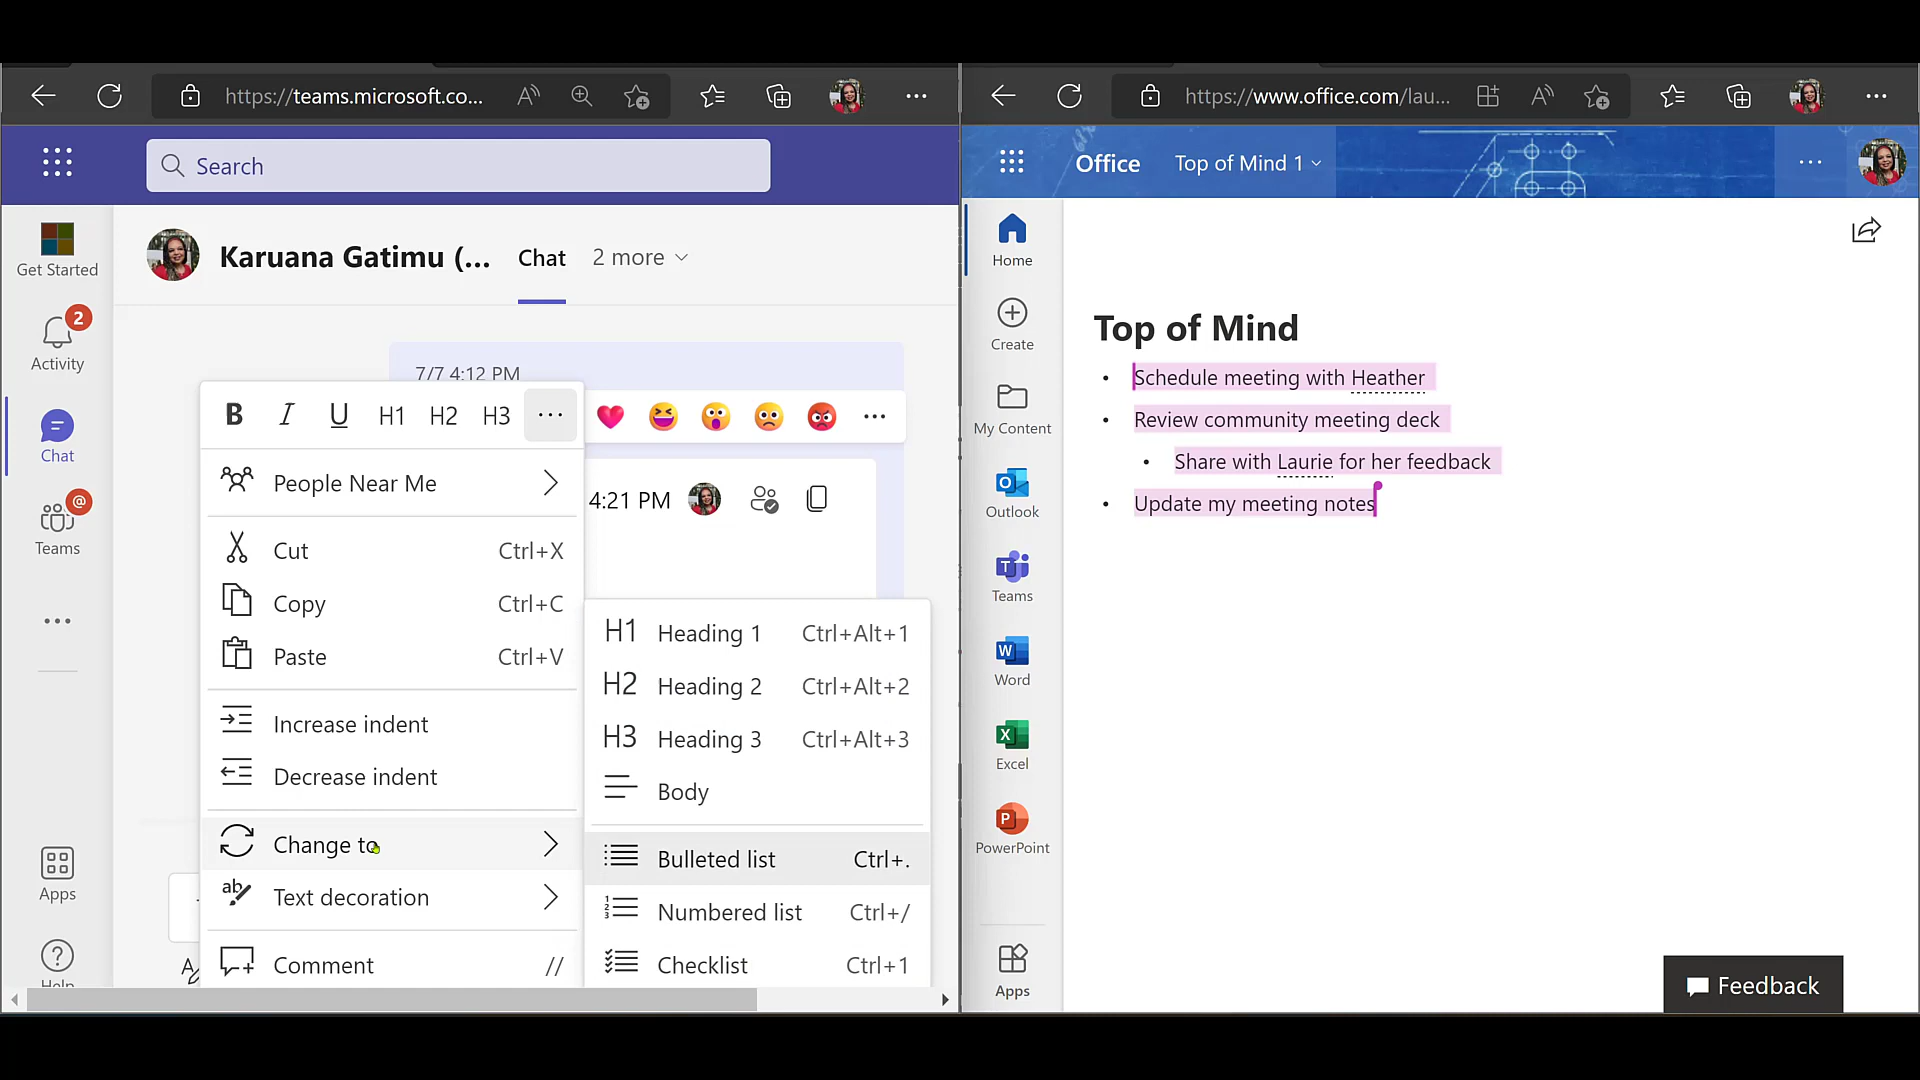 https://teams.microsoft.co...
Search
Get Started
2
Activity
Chat
@
Teams
Apps
Help
Karuana Gatimu (...
Chat
2 more
7/7 4:12 PM
B I U H1 H2 H3 ...
People Near Me
4:21 PM
Cut Ctrl+X
Copy Ctrl+C
Paste Ctrl+V
Increase indent
Decrease indent
Change to
Text decoration
Comment //
H1 Heading 1 Ctrl+Alt+1
H2 Heading 2 Ctrl+Alt+2
H3 Heading 3 Ctrl+Alt+3
Body
Bulleted list Ctrl+.
Numbered list Ctrl+/
Checklist Ctrl+1
https://www.office.com/lau...
Office
Top of Mind 1
Home
Create
My Content
Outlook
Teams
Word
Excel
PowerPoint
Apps
Top of Mind
• Schedule meeting with Heather
• Review community meeting deck
• Share with Laurie for her feedback
• Update my meeting notes
Feedback